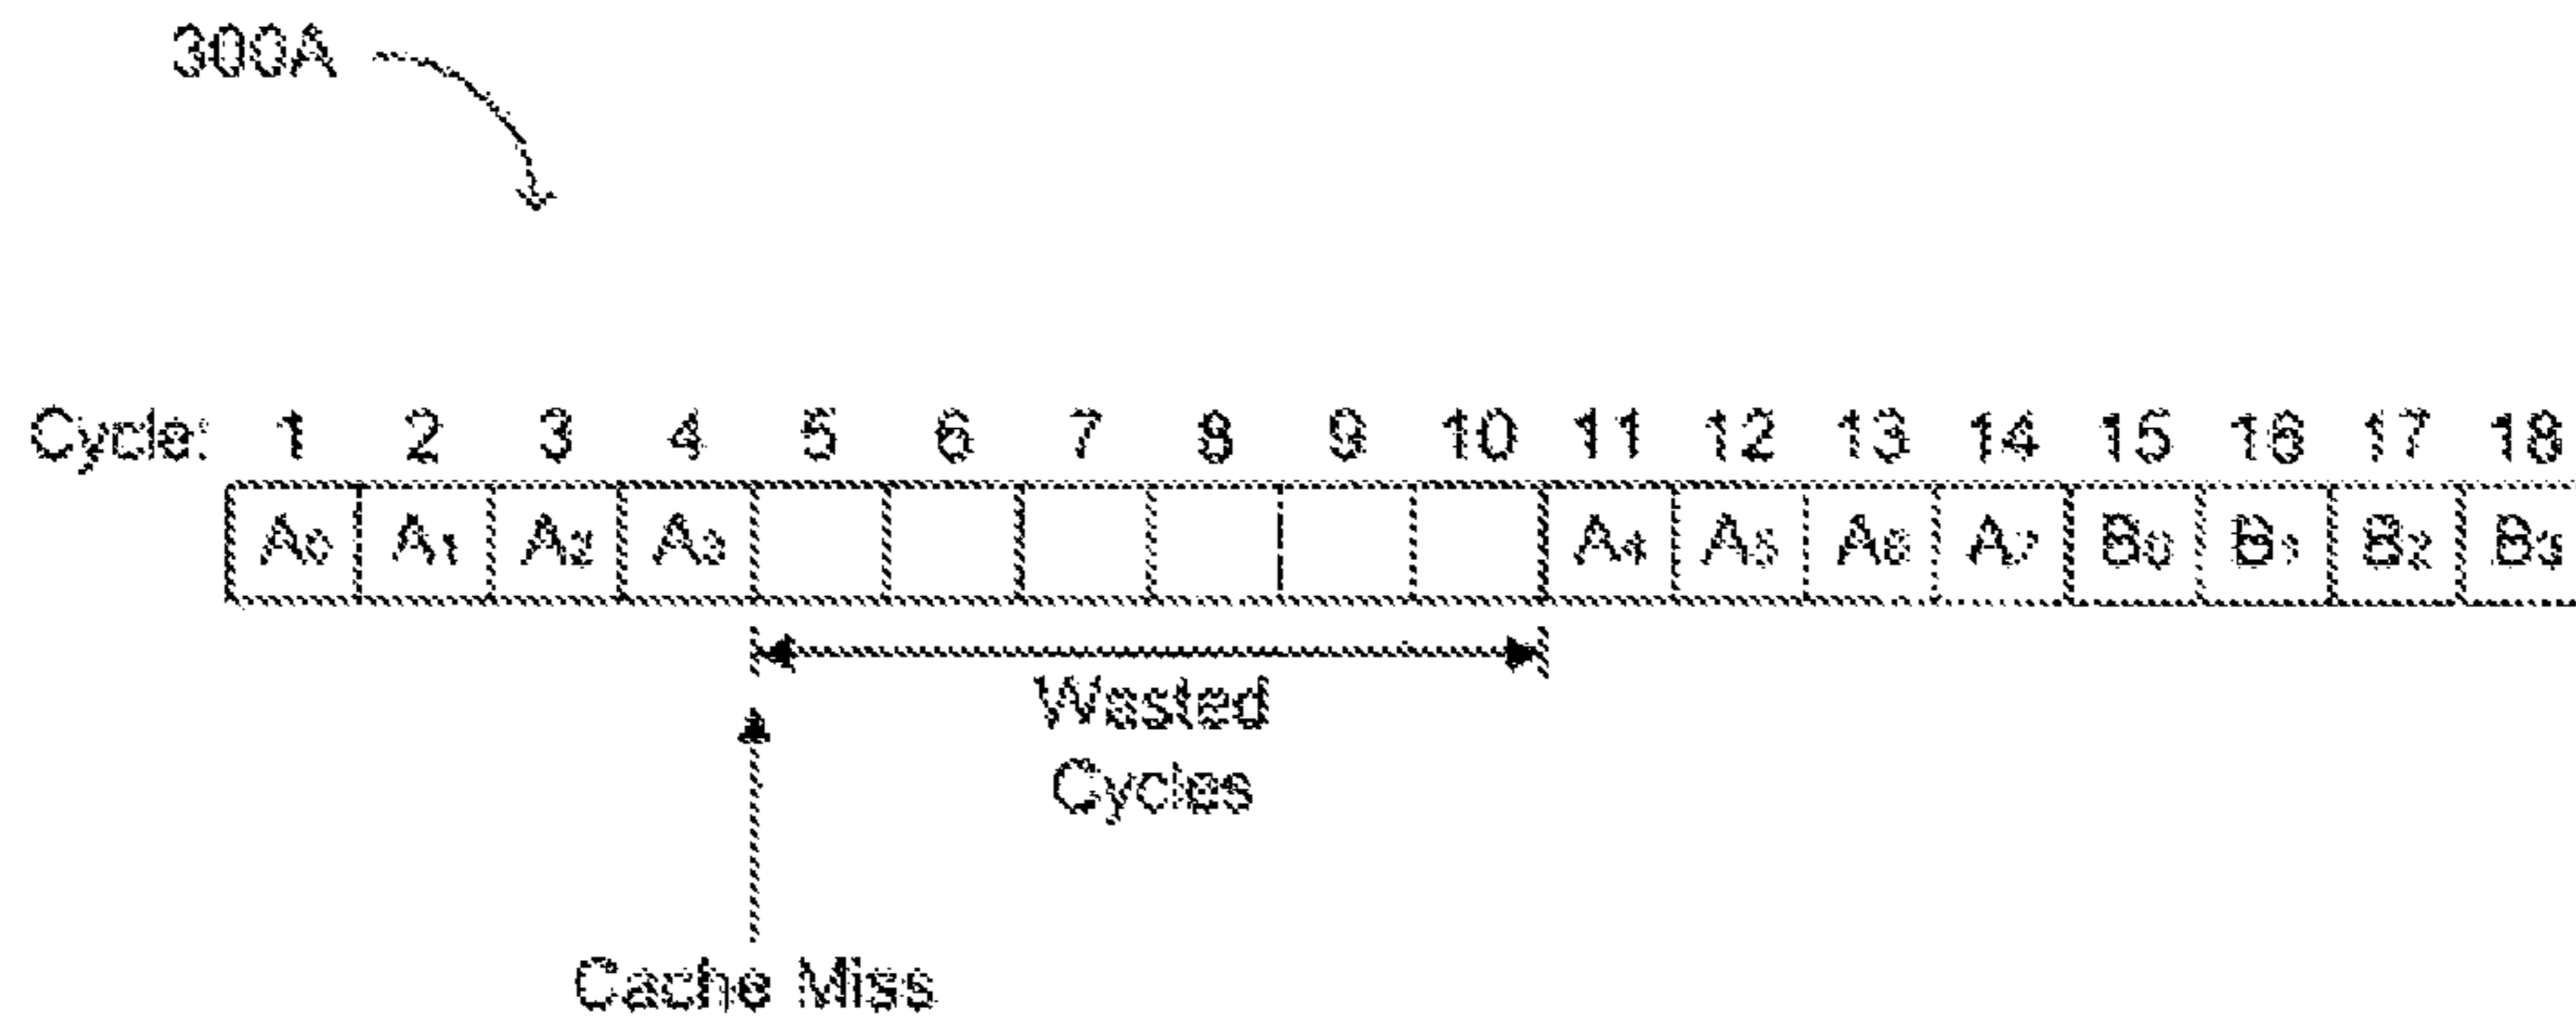 300A
Cycle: 1 2 3 4 5 6 7 8 9 10 11 12 13 14 15 16 17 18
A0 A1 A2 A3 A4 A5 A6 A7 B0 B1 B2 B3
Wasted
Cycles
Cache Miss